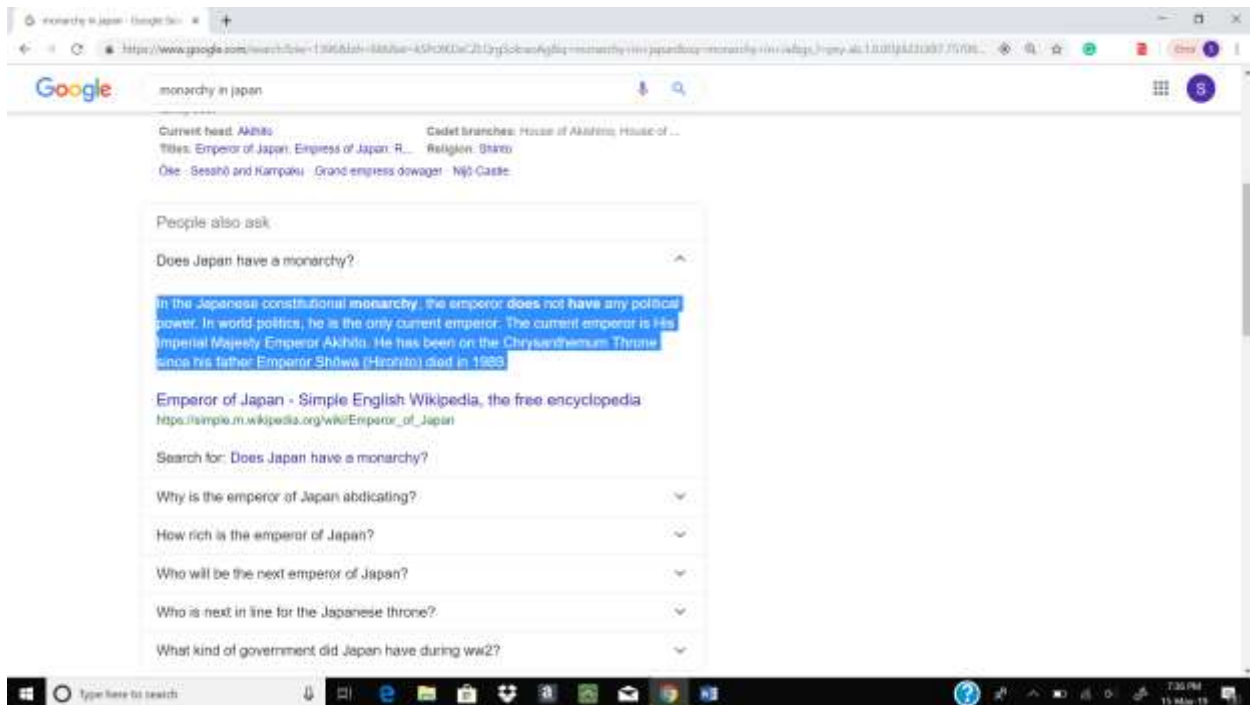 monarchy in japan - Google Se
Google
monarchy in japan
S
Current head: Akihito
Cadet branches: House of Akishino, House of ...
Titles: Emperor of Japan; Empress of Japan; R...
Religion: Shinto
Ōke · Sesshō and Kampaku · Grand empress dowager · Nijō Castle
People also ask
Does Japan have a monarchy?
In the Japanese constitutional monarchy, the emperor does not have any political
power. In world politics, he is the only current emperor. The current emperor is His
Imperial Majesty Emperor Akihito. He has been on the Chrysanthemum Throne
since his father Emperor Shōwa (Hirohito) died in 1989.
Emperor of Japan - Simple English Wikipedia, the free encyclopedia
https://simple.m.wikipedia.org/wiki/Emperor_of_Japan
Search for: Does Japan have a monarchy?
Why is the emperor of Japan abdicating?
How rich is the emperor of Japan?
Who will be the next emperor of Japan?
Who is next in line for the Japanese throne?
What kind of government did Japan have during ww2?
Type here to search
7:36 PM
15-May-19